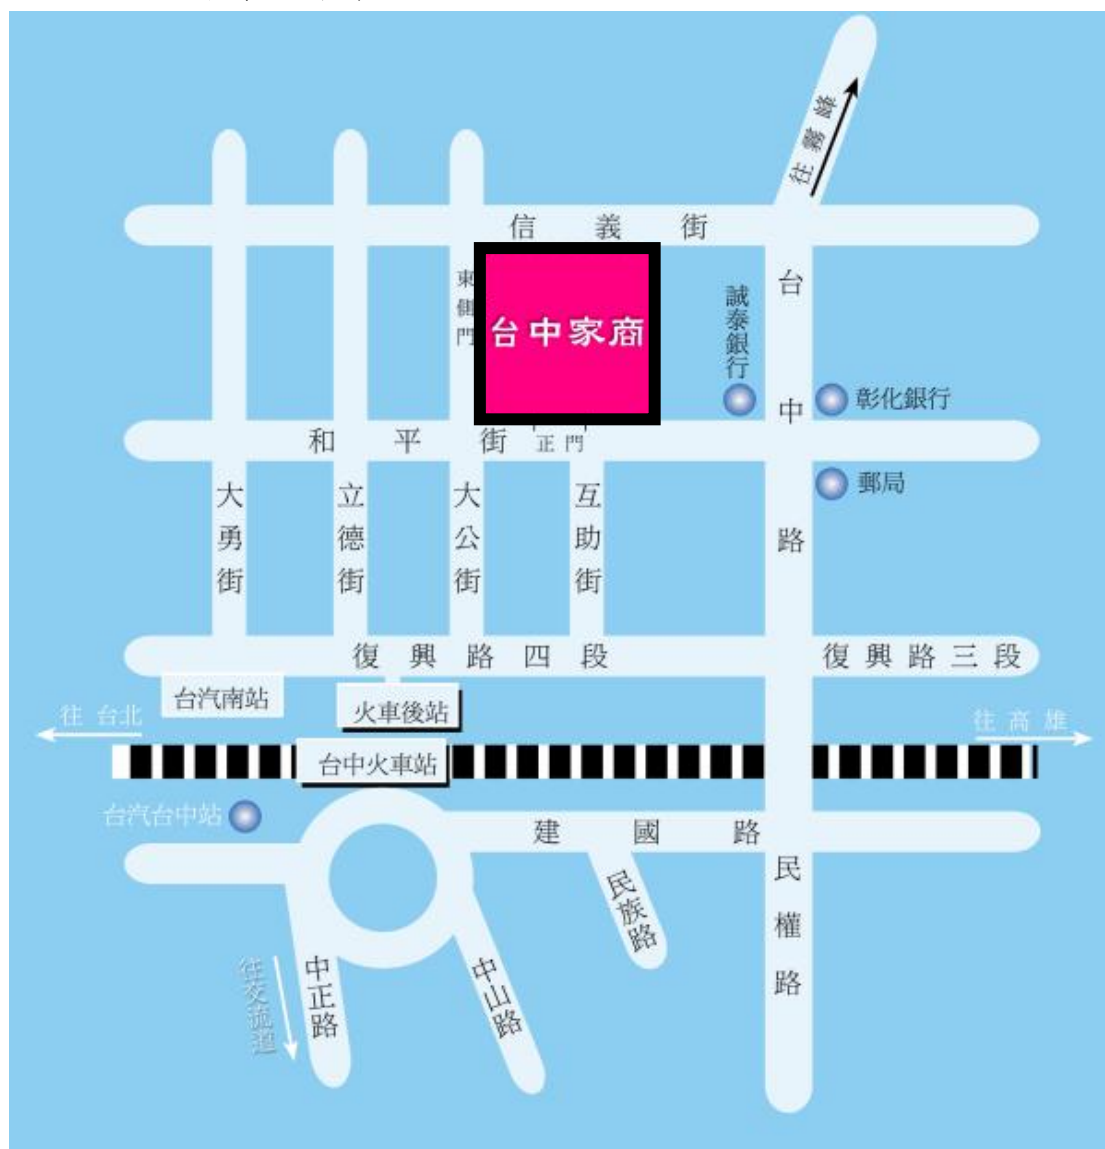 往霧峰
信義街
東側門
台中家商
誠泰銀行
台中路
彰化銀行
和平街
正門
郵局
大勇街
立德街
大公街
互助街
復興路四段
復興路三段
台汽南站
火車後站
往台北
往高雄
台中火車站
台汽台中站
建國路
民族路
民權路
往交流道
中正路
中山路